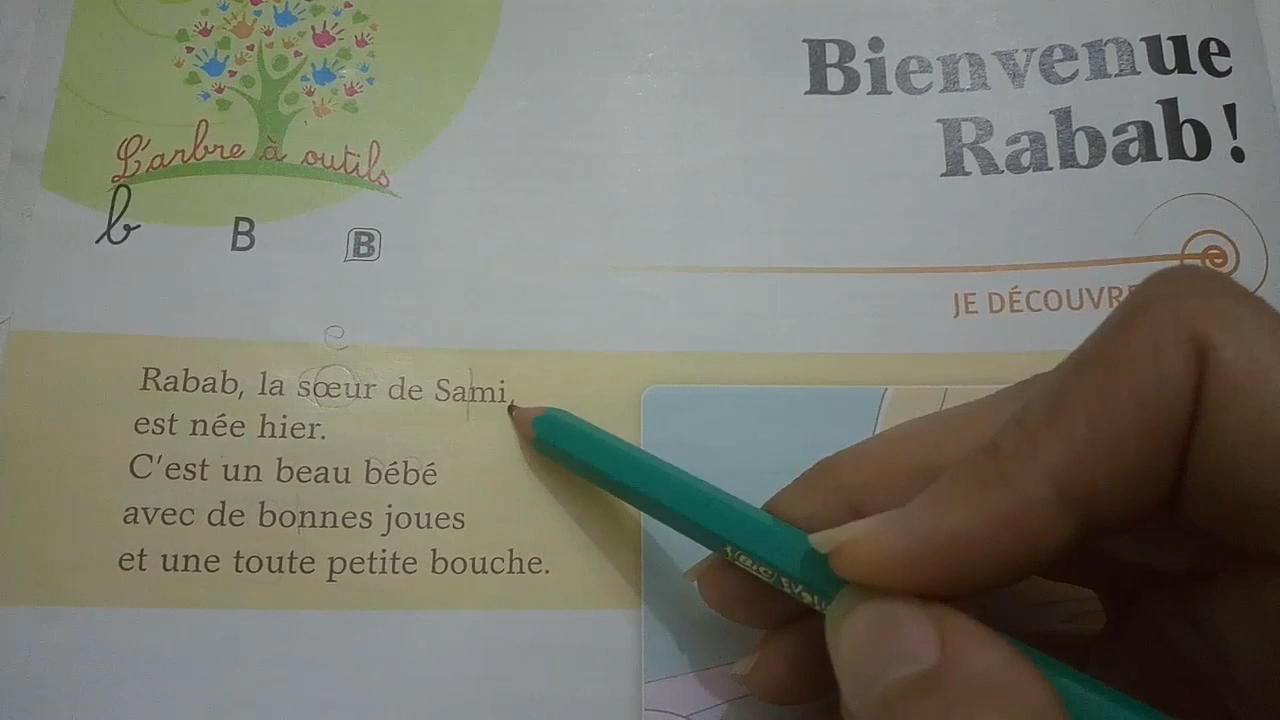 Bienvenue
Rabab!
L'arbre à outils
b B B
JE DÉCOUVR
e
Rabab, la sœur de Sami,
est née hier.
C'est un beau bébé
avec de bonnes joues
et une toute petite bouche.